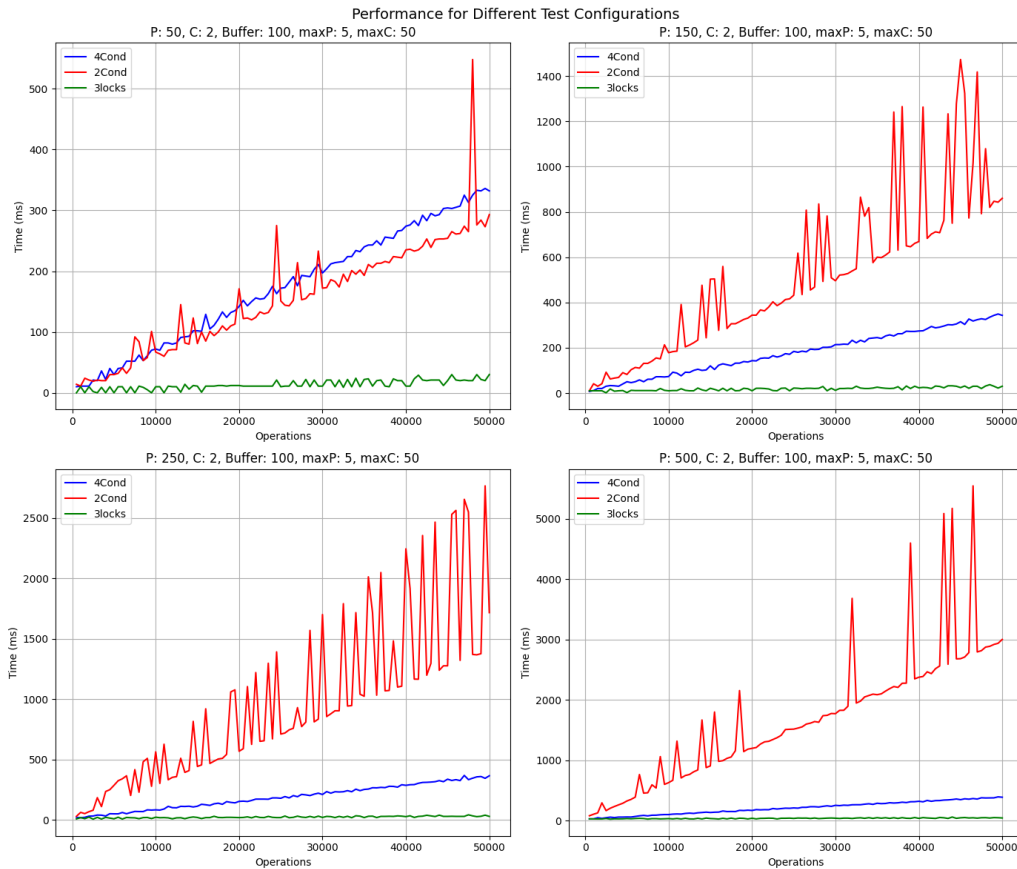 Performance for Different Test Configurations
P: 50, C: 2, Buffer: 100, maxP: 5, maxC: 50
4Cond
2Cond
3locks
Time (ms)
500
400
300
200
100
0
0
10000
20000
30000
40000
50000
Operations
P: 150, C: 2, Buffer: 100, maxP: 5, maxC: 50
4Cond
2Cond
3locks
Time (ms)
1400
1200
1000
800
600
400
200
0
0
10000
20000
30000
40000
50000
Operations
P: 250, C: 2, Buffer: 100, maxP: 5, maxC: 50
4Cond
2Cond
3locks
Time (ms)
2500
2000
1500
1000
500
0
0
10000
20000
30000
40000
50000
Operations
P: 500, C: 2, Buffer: 100, maxP: 5, maxC: 50
4Cond
2Cond
3locks
Time (ms)
5000
4000
3000
2000
1000
0
0
10000
20000
30000
40000
50000
Operations